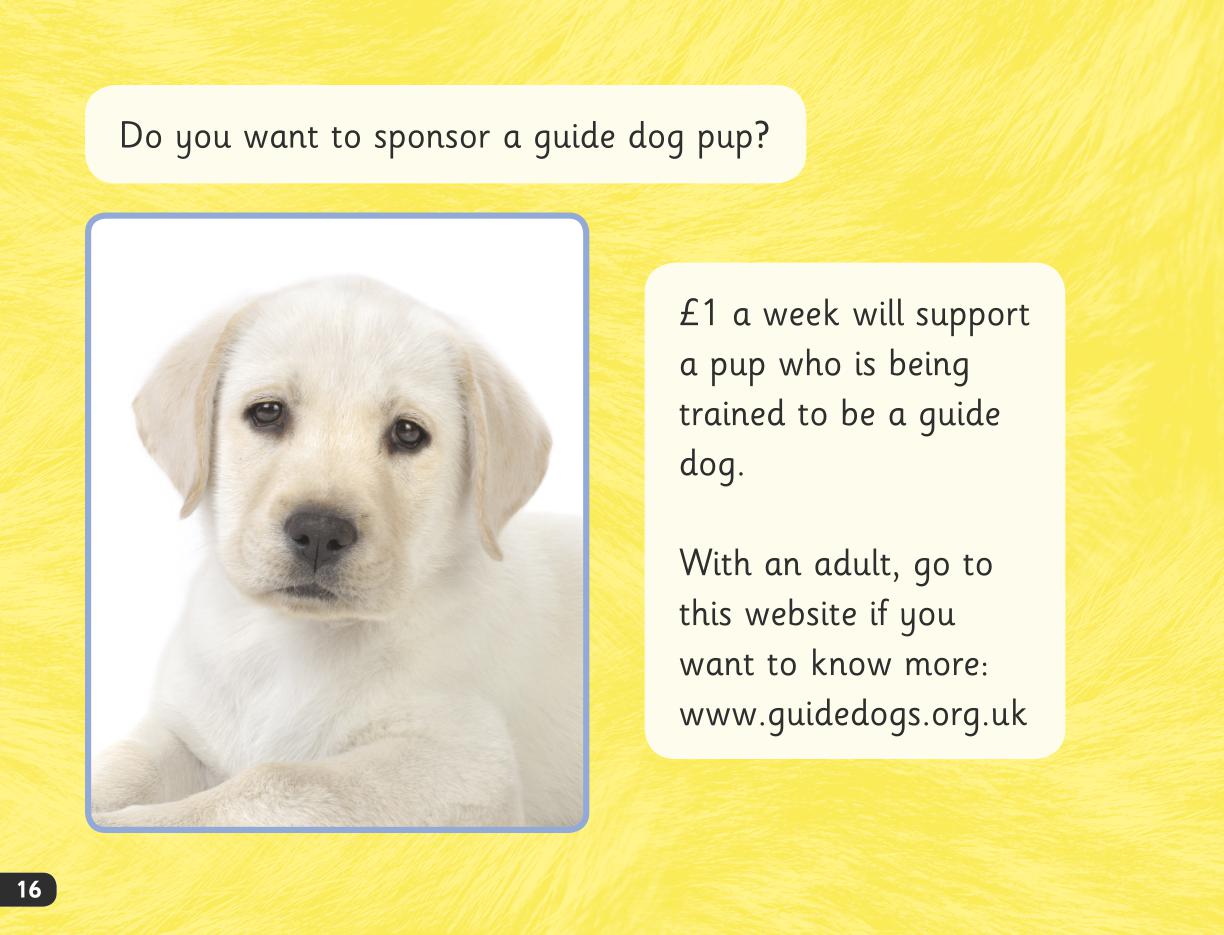 Do you want to sponsor a guide dog pup?
£1 a week will support
a pup who is being
trained to be a guide
dog.
With an adult, go to
this website if you
want to know more:
www.guidedogs.org.uk
16